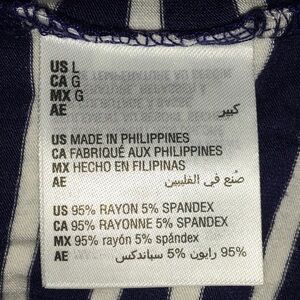 US L
CA G
MX G
AE كبير
US MADE IN PHILIPPINES
CA FABRIQUÉ AUX PHILIPPINES
MX HECHO EN FILIPINAS
AE صنع في الفلبين
US 95% RAYON 5% SPANDEX
CA 95% RAYONNE 5% SPANDEX
MX 95% rayón 5% spándex
AE 95% رايون 5% سباندكس